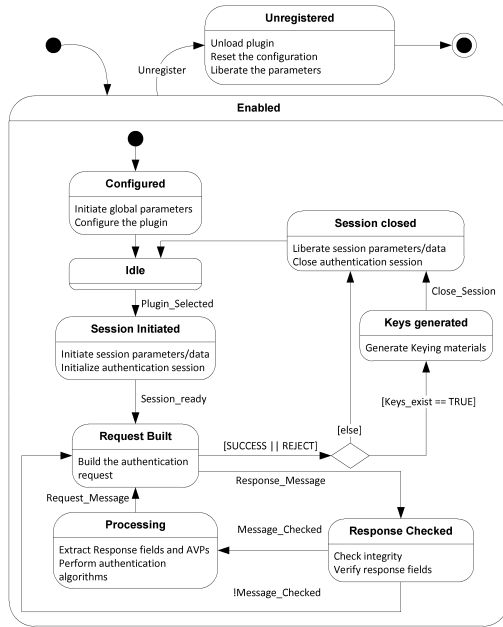 Unregistered
Unload plugin
Reset the configuration
Liberate the parameters
Unregister
Enabled
Configured
Initiate global parameters
Configure the plugin
Session closed
Liberate session parameters/data
Close authentication session
Idle
Plugin_Selected
Close_Session
Session Initiated
Initiate session parameters/data
Initialize authentication session
Keys generated
Generate Keying materials
Session_ready
[Keys_exist == TRUE]
[else]
Request Built
Build the authentication
request
[SUCCESS || REJECT]
Response_Message
Request_Message
Processing
Extract Response fields and AVPs
Perform authentication
algorithms
Message_Checked
Response Checked
Check integrity
Verify response fields
!Message_Checked